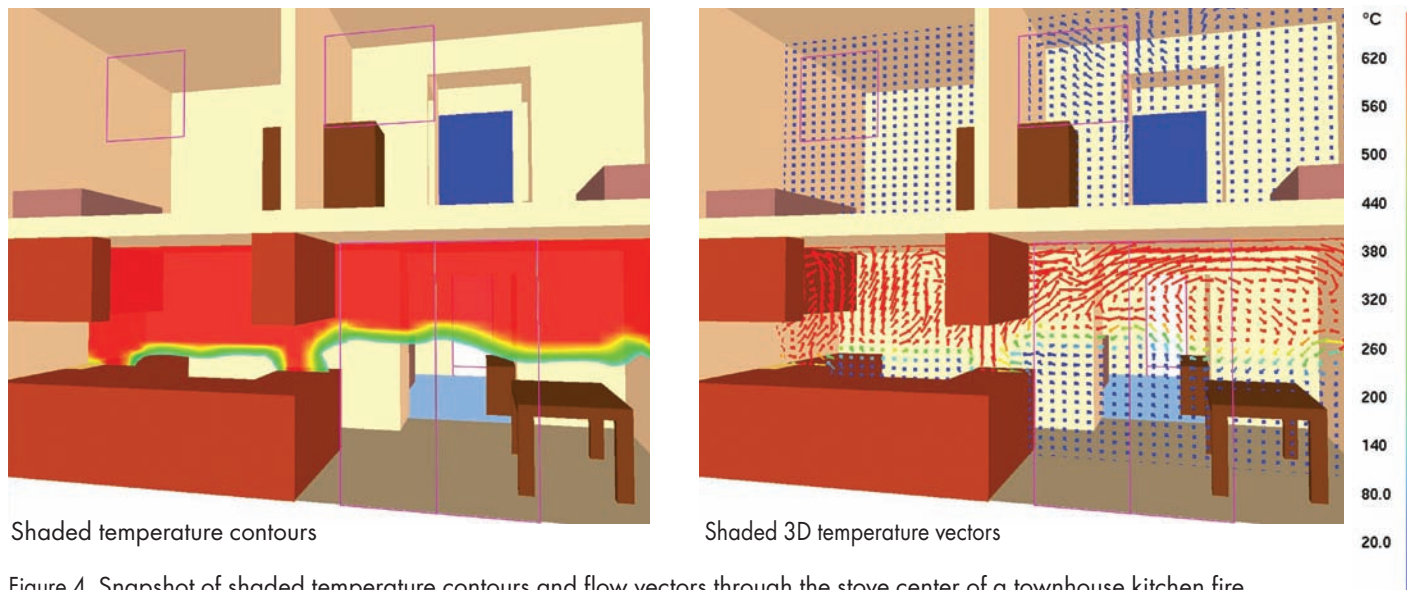 °C
620
560
500
440
380
320
260
200
140
80.0
20.0
Shaded temperature contours
Shaded 3D temperature vectors
Figure 4. Snapshot of shaded temperature contours and flow vectors through the stove center of a townhouse kitchen fire